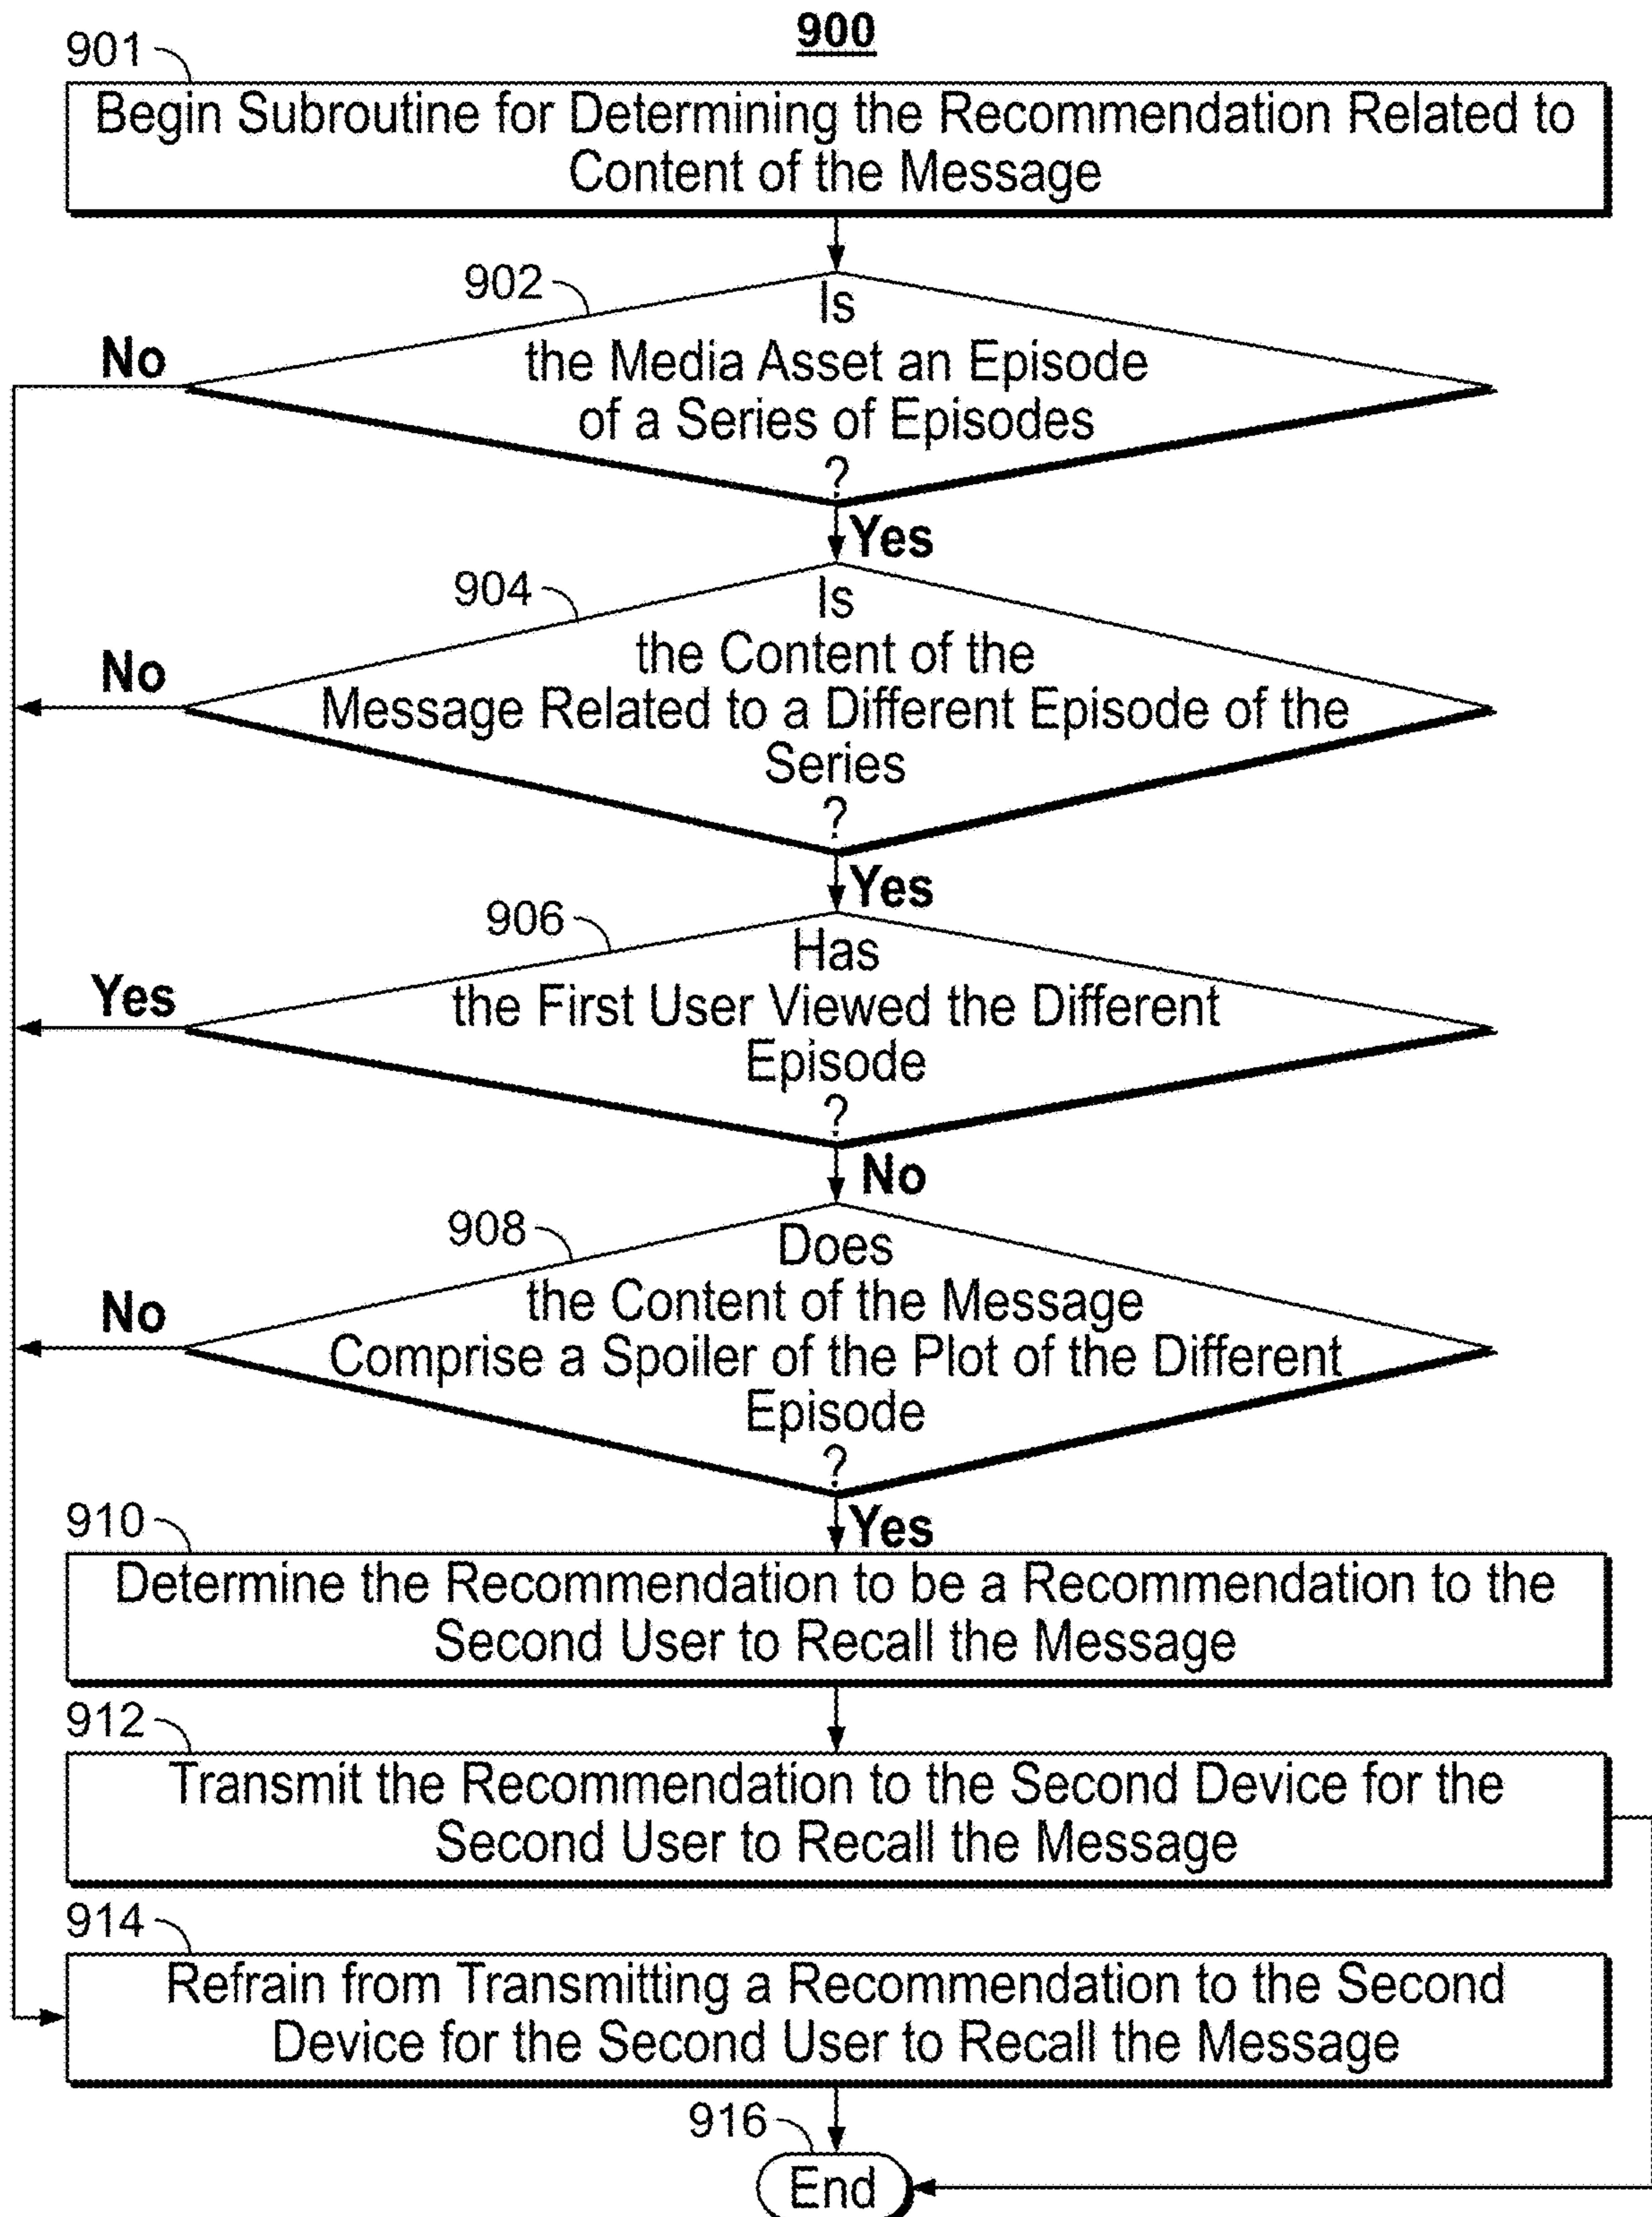 900
901
Begin Subroutine for Determining the Recommendation Related to
Content of the Message
902
Is
the Media Asset an Episode
of a Series of Episodes
?
No
Yes
904
Is
the Content of the
Message Related to a Different Episode of the
Series
?
No
Yes
906
Has
the First User Viewed the Different
Episode
?
Yes
No
908
Does
the Content of the Message
Comprise a Spoiler of the Plot of the Different
Episode
?
No
Yes
910
Determine the Recommendation to be a Recommendation to the
Second User to Recall the Message
912
Transmit the Recommendation to the Second Device for the
Second User to Recall the Message
914
Refrain from Transmitting a Recommendation to the Second
Device for the Second User to Recall the Message
916
End